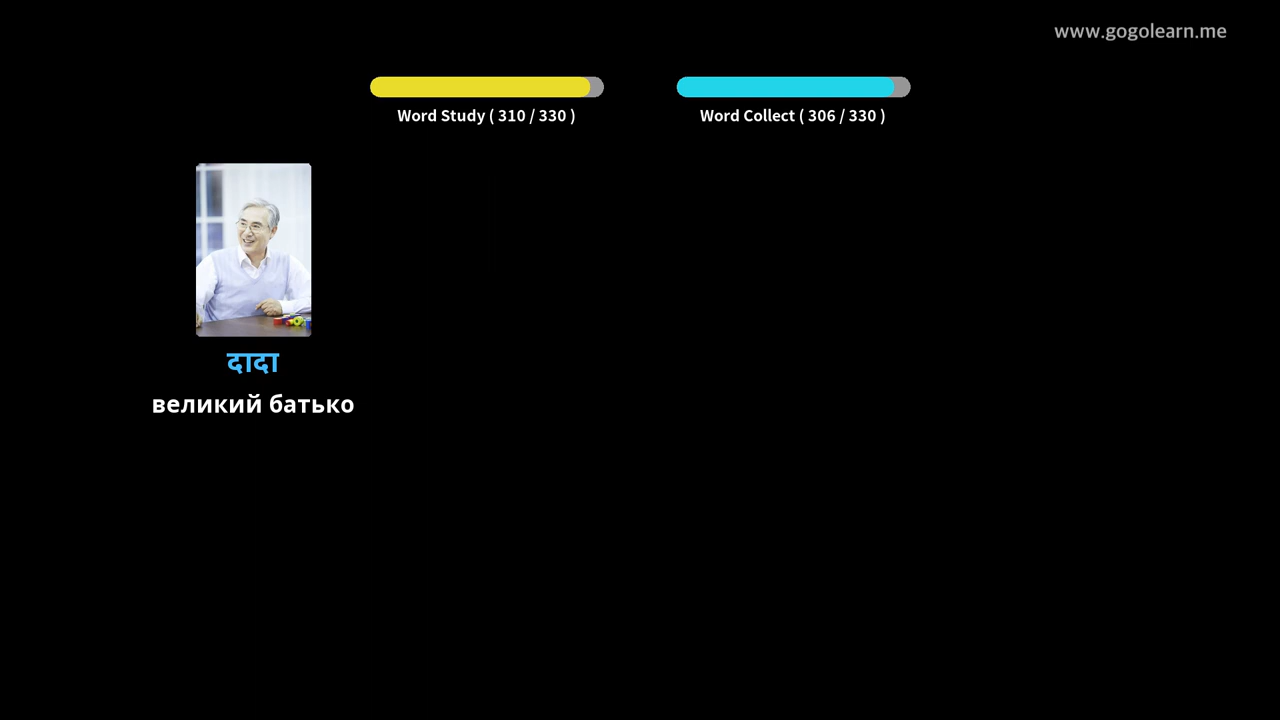 www.gogolearn.me
Word Study ( 310 / 330 )
Word Collect ( 306 / 330 )
दादा
великий батько